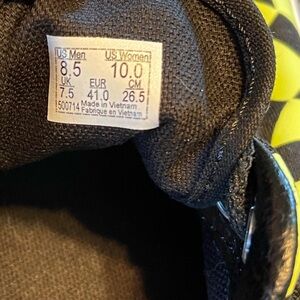 US Men US Women
8.5 10.0
UK EUR CM
7.5 41.0 26.5
500714 Made in Vietnam
Fabrique en Vietnam